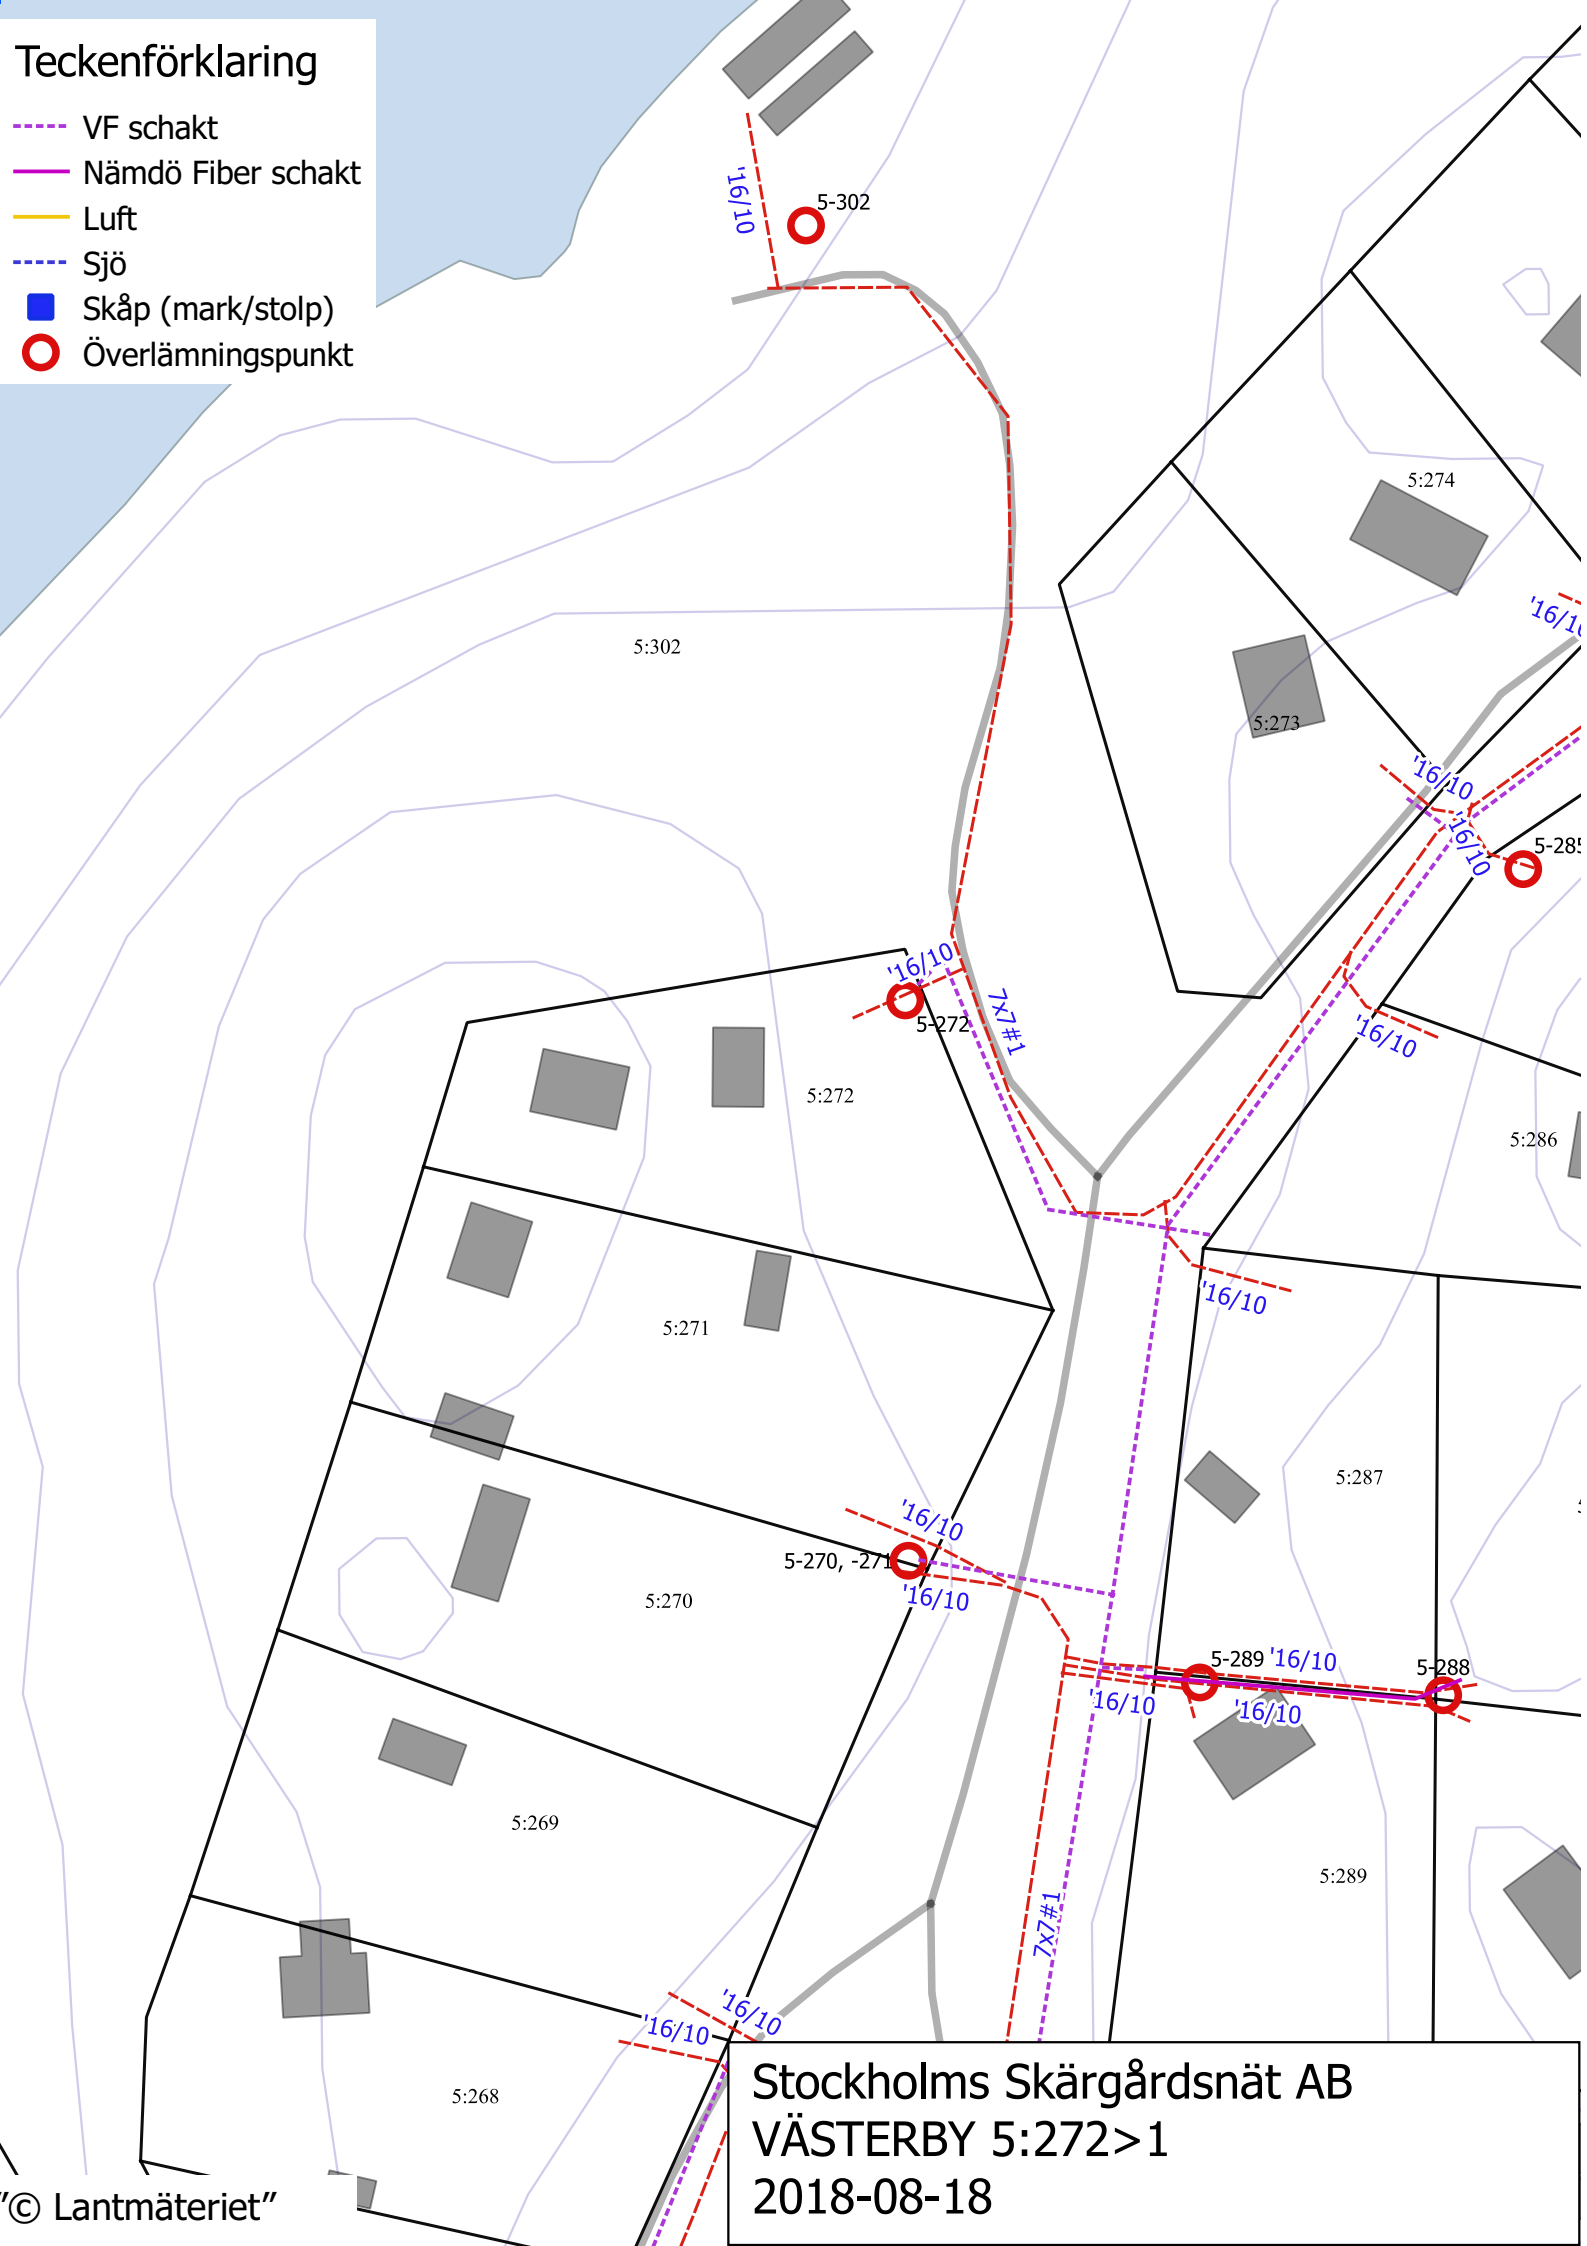 Teckenförklaring
VF schakt
Nämdö Fiber schakt
Luft
Sjö
Skåp (mark/stolp)
Överlämningspunkt
'16/10
5-302
5:274
'16/10
5:302
5:273
'16/10
'16/10
5-285
'16/10
5-272
7x7#1
'16/10
5:272
5:286
'16/10
5:271
5:287
'16/10
5-270, -271
'16/10
5:270
5-289
'16/10
5-288
'16/10
'16/10
5:269
5:289
7x7#1
'16/10
'16/10
5:268
Stockholms Skärgårdsnät AB
VÄSTERBY 5:272>1
2018-08-18
"© Lantmäteriet"